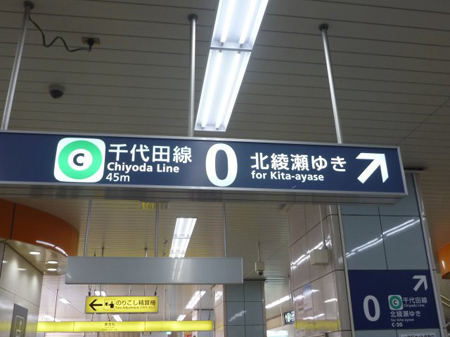 C 千代田線 0 北綾瀬ゆき
Chiyoda Line for Kita-ayase
45m
のりこし精算機
0 C 千代田線
北綾瀬ゆき